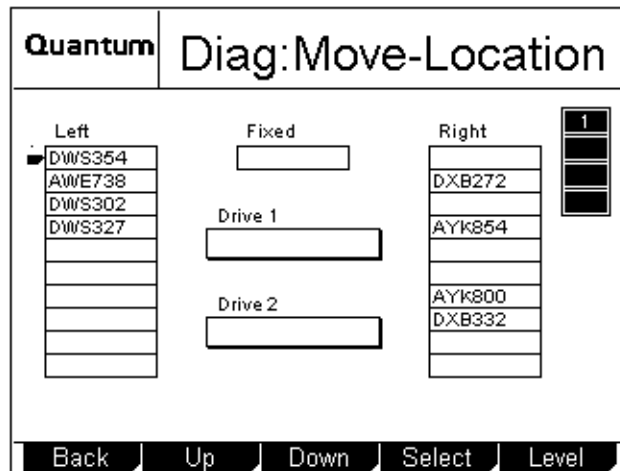 Quantum
Diag:Move-Location
Left
DWS354
AWE738
DWS302
DWS327
Fixed
Drive 1
Drive 2
Right
DXB272
AYK854
AYK800
DXB332
1
Back Up Down Select Level